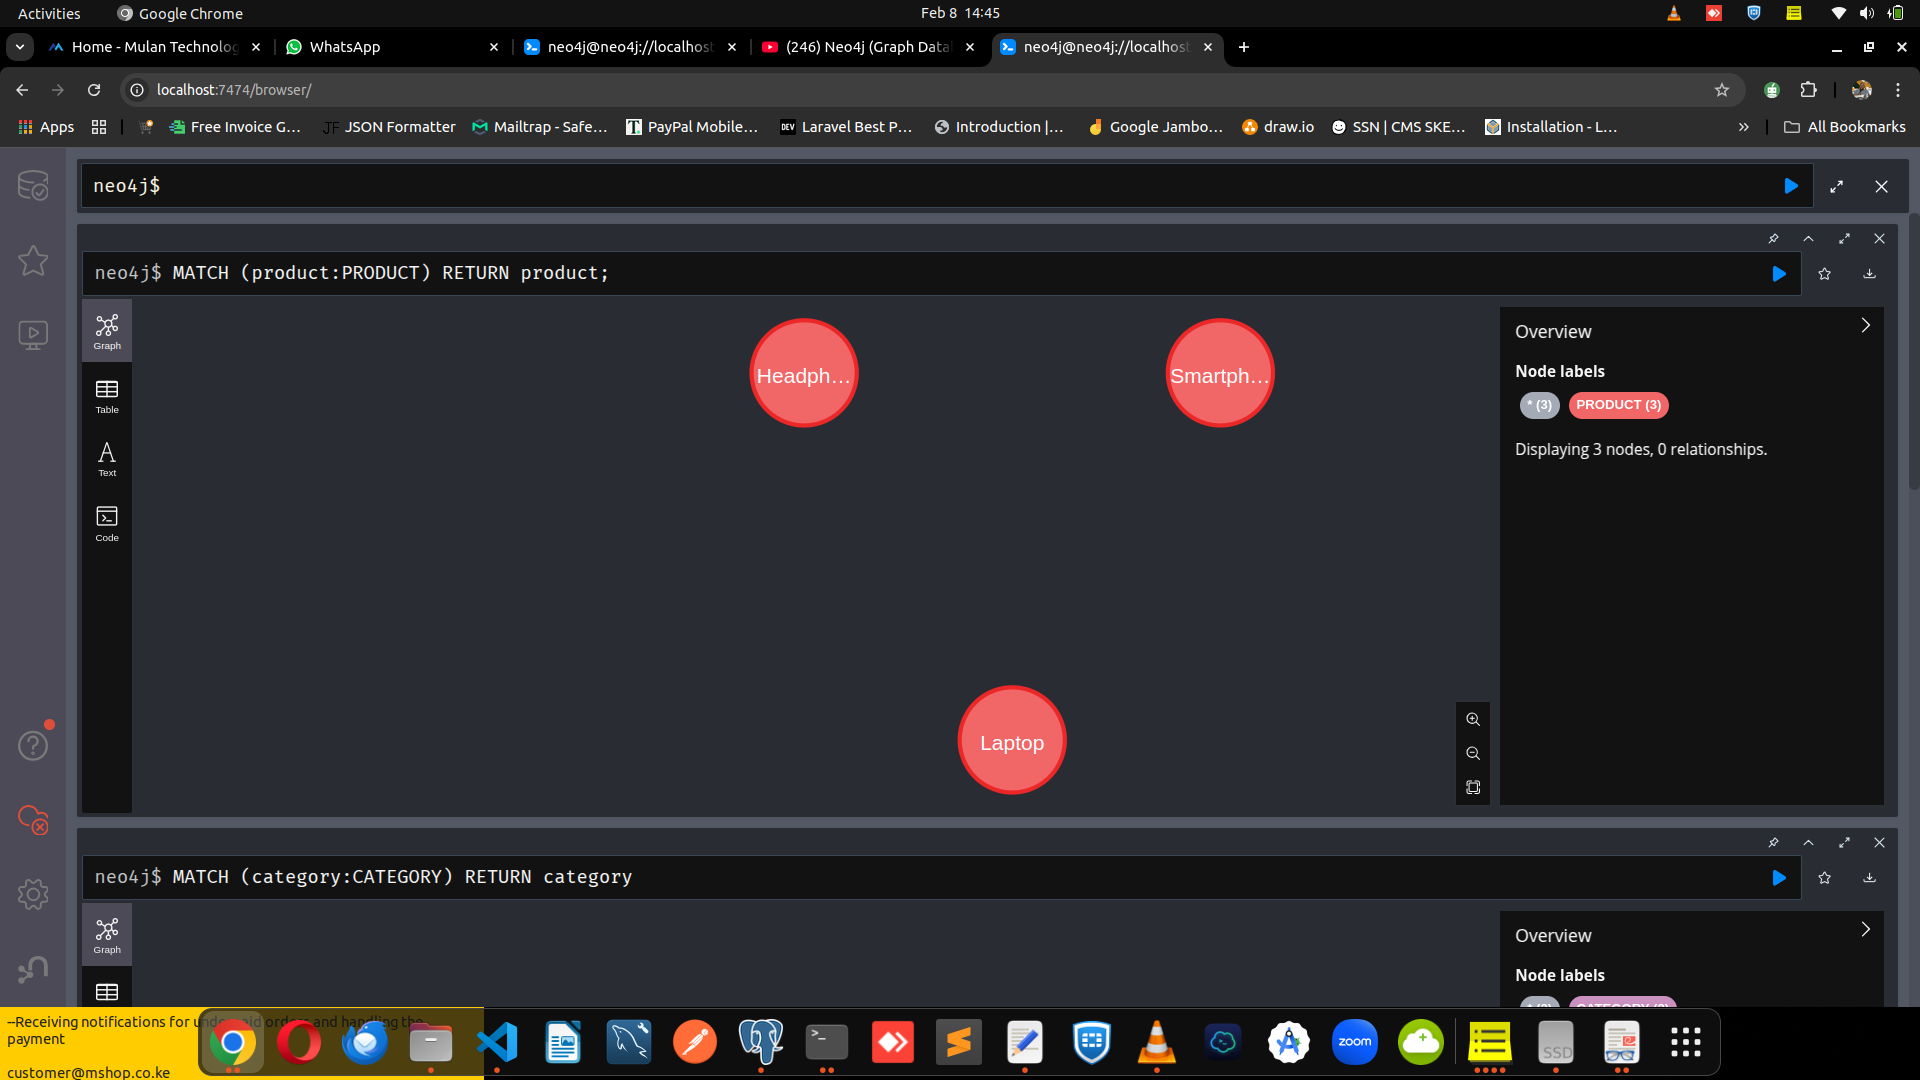 Activities
Google Chrome
Feb 8 14:45
Home - Mulan Technolog
WhatsApp
neo4j@neo4j://localhost
(246) Neo4j (Graph Data
neo4j@neo4j://localhost
localhost:7474/browser/
Apps
Free Invoice G...
JF JSON Formatter
Mailtrap - Safe...
PayPal Mobile...
DEV Laravel Best P...
Introduction |...
Google Jambo...
draw.io
SSN | CMS SKE...
Installation - L...
All Bookmarks
neo4j$
neo4j$ MATCH (product:PRODUCT) RETURN product;
Graph
Table
Text
Code
Headph...
Smartph...
Laptop
Overview
Node labels
* (3)
PRODUCT (3)
Displaying 3 nodes, 0 relationships.
neo4j$ MATCH (category:CATEGORY) RETURN category
Graph
Overview
Node labels
--Receiving notifications for orders and handling the
payment
customer@mshop.co.ke
zoom
SSD